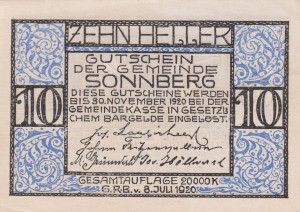 ZEHN HELLER
GUTSCHEIN
DER GEMEINDE
SONNBERG
DIESE GUTSCHEINE WERDEN
BIS 30. NOVEMBER 1920 BEI DER
GEMEINDEKASSE IN GESETZLI
CHEM BARGELDE EINGELÖST.
10 10
GESAMTAUFLAGE 20000 K
G.R.B. v. 8. JULI 1920